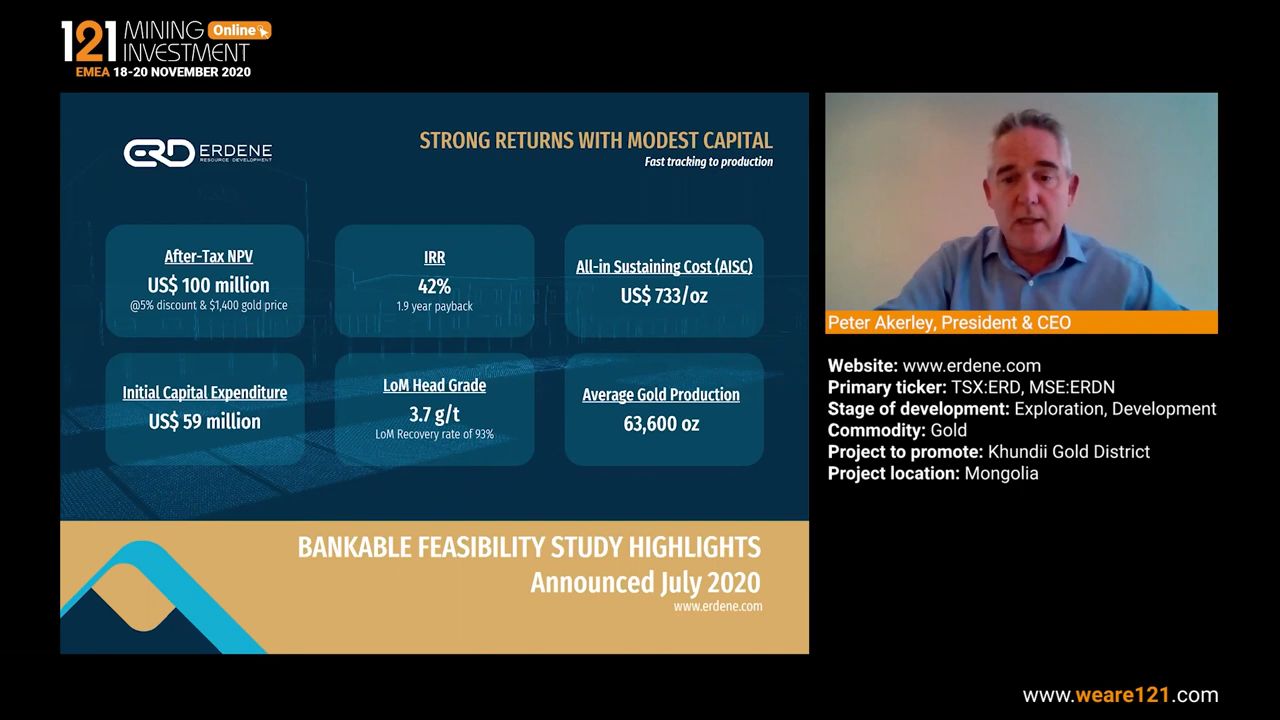 121 MINING INVESTMENT Online
EMEA 18-20 NOVEMBER 2020
ERD ERDENE
RESOURCE DEVELOPMENT
STRONG RETURNS WITH MODEST CAPITAL
Fast tracking to production
After-Tax NPV
US$ 100 million
@5% discount & $1,400 gold price
IRR
42%
1.9 year payback
All-in Sustaining Cost (AISC)
US$ 733/oz
Initial Capital Expenditure
US$ 59 million
LoM Head Grade
3.7 g/t
LoM Recovery rate of 93%
Average Gold Production
63,600 oz
BANKABLE FEASIBILITY STUDY HIGHLIGHTS
Announced July 2020
www.erdene.com
Peter Akerley, President & CEO
Website: www.erdene.com
Primary ticker: TSX:ERD, MSE:ERDN
Stage of development: Exploration, Development
Commodity: Gold
Project to promote: Khundii Gold District
Project location: Mongolia
www.weare121.com